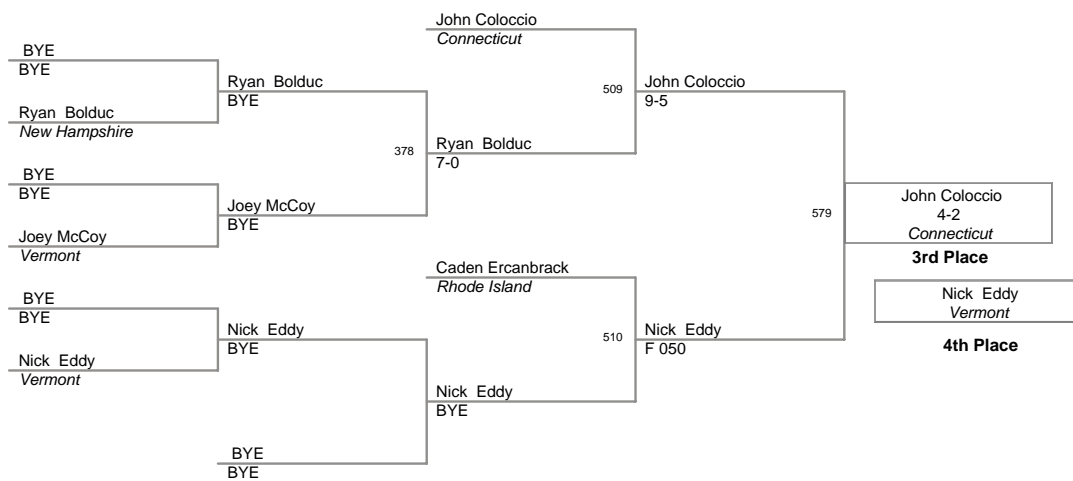 John Coloccio
Connecticut
BYE
BYE
Ryan Bolduc
BYE
509
John Coloccio
9-5
Ryan Bolduc
New Hampshire
378
Ryan Bolduc
7-0
BYE
BYE
Joey McCoy
BYE
579
John Coloccio
4-2
Connecticut
3rd Place
Joey McCoy
Vermont
Caden Ercanbrack
Rhode Island
Nick Eddy
Vermont
4th Place
BYE
BYE
Nick Eddy
BYE
510
Nick Eddy
F 050
Nick Eddy
Vermont
Nick Eddy
BYE
BYE
BYE